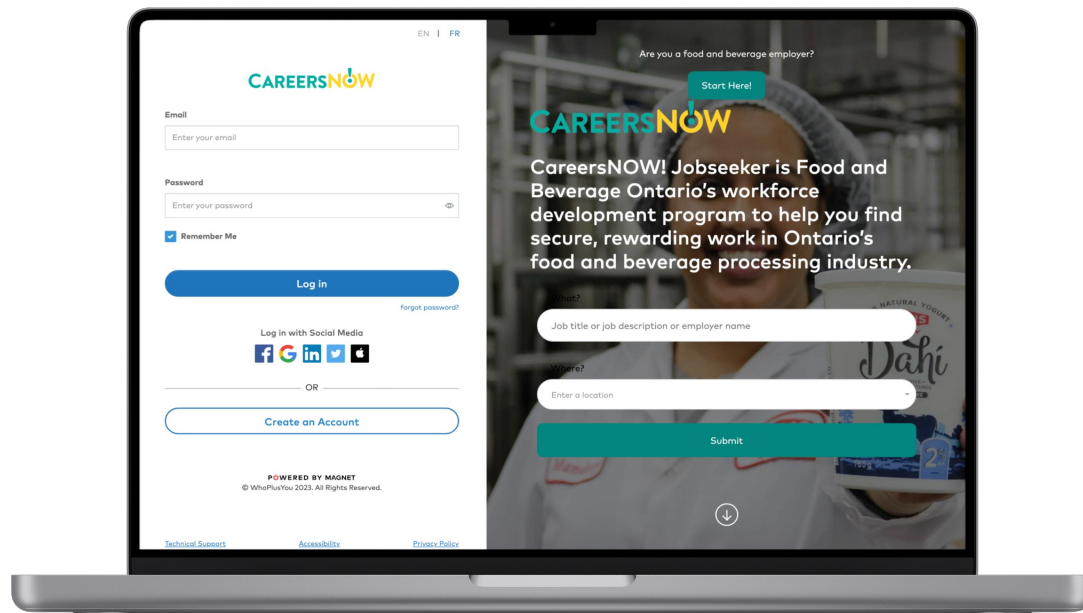 EN | FR
CAREERSNOW
Email
Enter your email
Password
Enter your password
Remember Me
Log in
forgot password?
Log in with Social Media
f G in
OR
Create an Account
POWERED BY MAGNET
© WhoPlusYou 2023. All Rights Reserved.
Technical Support Accessibility Privacy Policy
Are you a food and beverage employer?
Start Here!
CAREERSNOW
CareersNOW! Jobseeker is Food and
Beverage Ontario's workforce
development program to help you find
secure, rewarding work in Ontario's
food and beverage processing industry.
What?
Job title or job description or employer name
Where?
Enter a location
Submit
NATURAL YOGURT
Dahi
2%